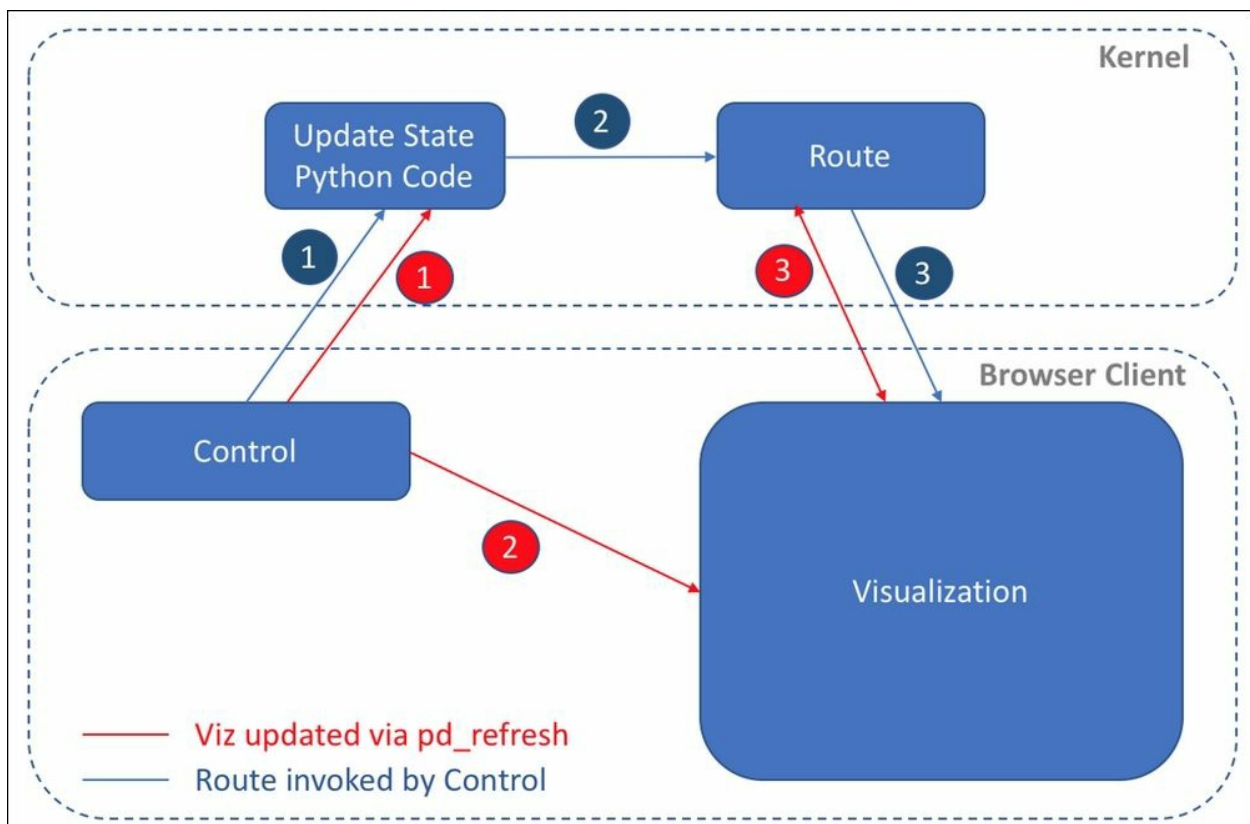 Kernel
Update State
Python Code
2
Route
1
1
3
3
Browser Client
Control
2
Visualization
Viz updated via pd_refresh
Route invoked by Control